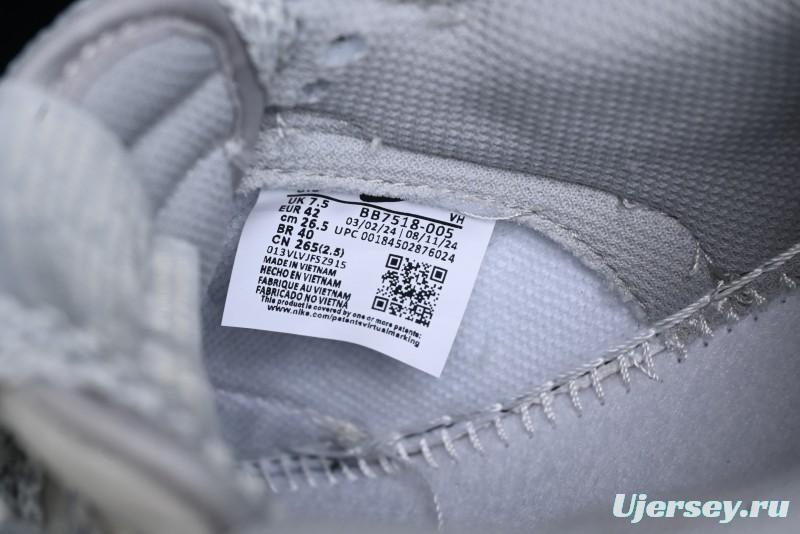 UK 7.5
EUR 42
cm 26.5
BR 40
CN 265(2.5)
013VLVJFSZ915
MADE IN VIETNAM
HECHO EN VIETNAM
FABRIQUE AU VIETNAM
FABRICADO NO VIETNA
This product is covered by one or more patents:
www.nike.com/patentsvirtualmarking
BB7518-005
VH
03/02/24 | 08/11/24
UPC 00184502876024
Ujersey.ru